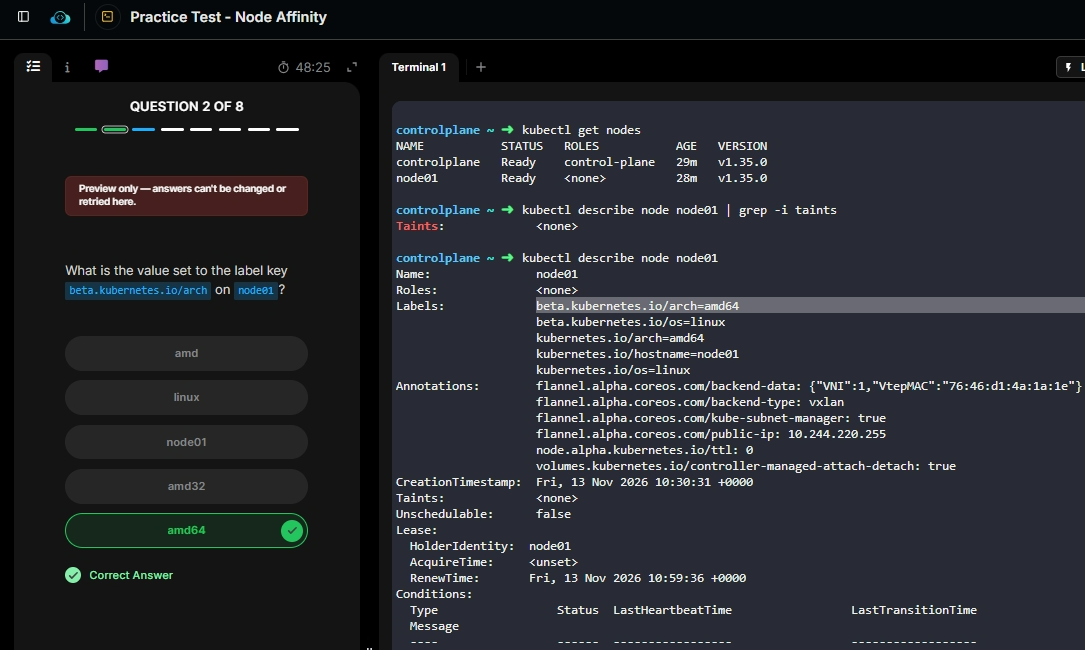 Practice Test - Node Affinity
48:25
Terminal 1
QUESTION 2 OF 8
Preview only — answers can't be changed or
retried here.
What is the value set to the label key
beta.kubernetes.io/arch on node01?
amd
linux
node01
amd32
amd64
Correct Answer
controlplane ~ ➜ kubectl get nodes
NAME STATUS ROLES AGE VERSION
controlplane Ready control-plane 29m v1.35.0
node01 Ready <none> 28m v1.35.0
controlplane ~ ➜ kubectl describe node node01 | grep -i taints
Taints: <none>
controlplane ~ ➜ kubectl describe node node01
Name: node01
Roles: <none>
Labels: beta.kubernetes.io/arch=amd64
beta.kubernetes.io/os=linux
kubernetes.io/arch=amd64
kubernetes.io/hostname=node01
kubernetes.io/os=linux
Annotations: flannel.alpha.coreos.com/backend-data: {"VNI":1,"VtepMAC":"76:46:d1:4a:1a:1e"}
flannel.alpha.coreos.com/backend-type: vxlan
flannel.alpha.coreos.com/kube-subnet-manager: true
flannel.alpha.coreos.com/public-ip: 10.244.220.255
node.alpha.kubernetes.io/ttl: 0
volumes.kubernetes.io/controller-managed-attach-detach: true
CreationTimestamp: Fri, 13 Nov 2026 10:30:31 +0000
Taints: <none>
Unschedulable: false
Lease:
HolderIdentity: node01
AcquireTime: <unset>
RenewTime: Fri, 13 Nov 2026 10:59:36 +0000
Conditions:
Type Status LastHeartbeatTime LastTransitionTime
Message
---- ------ ----------------- ------------------